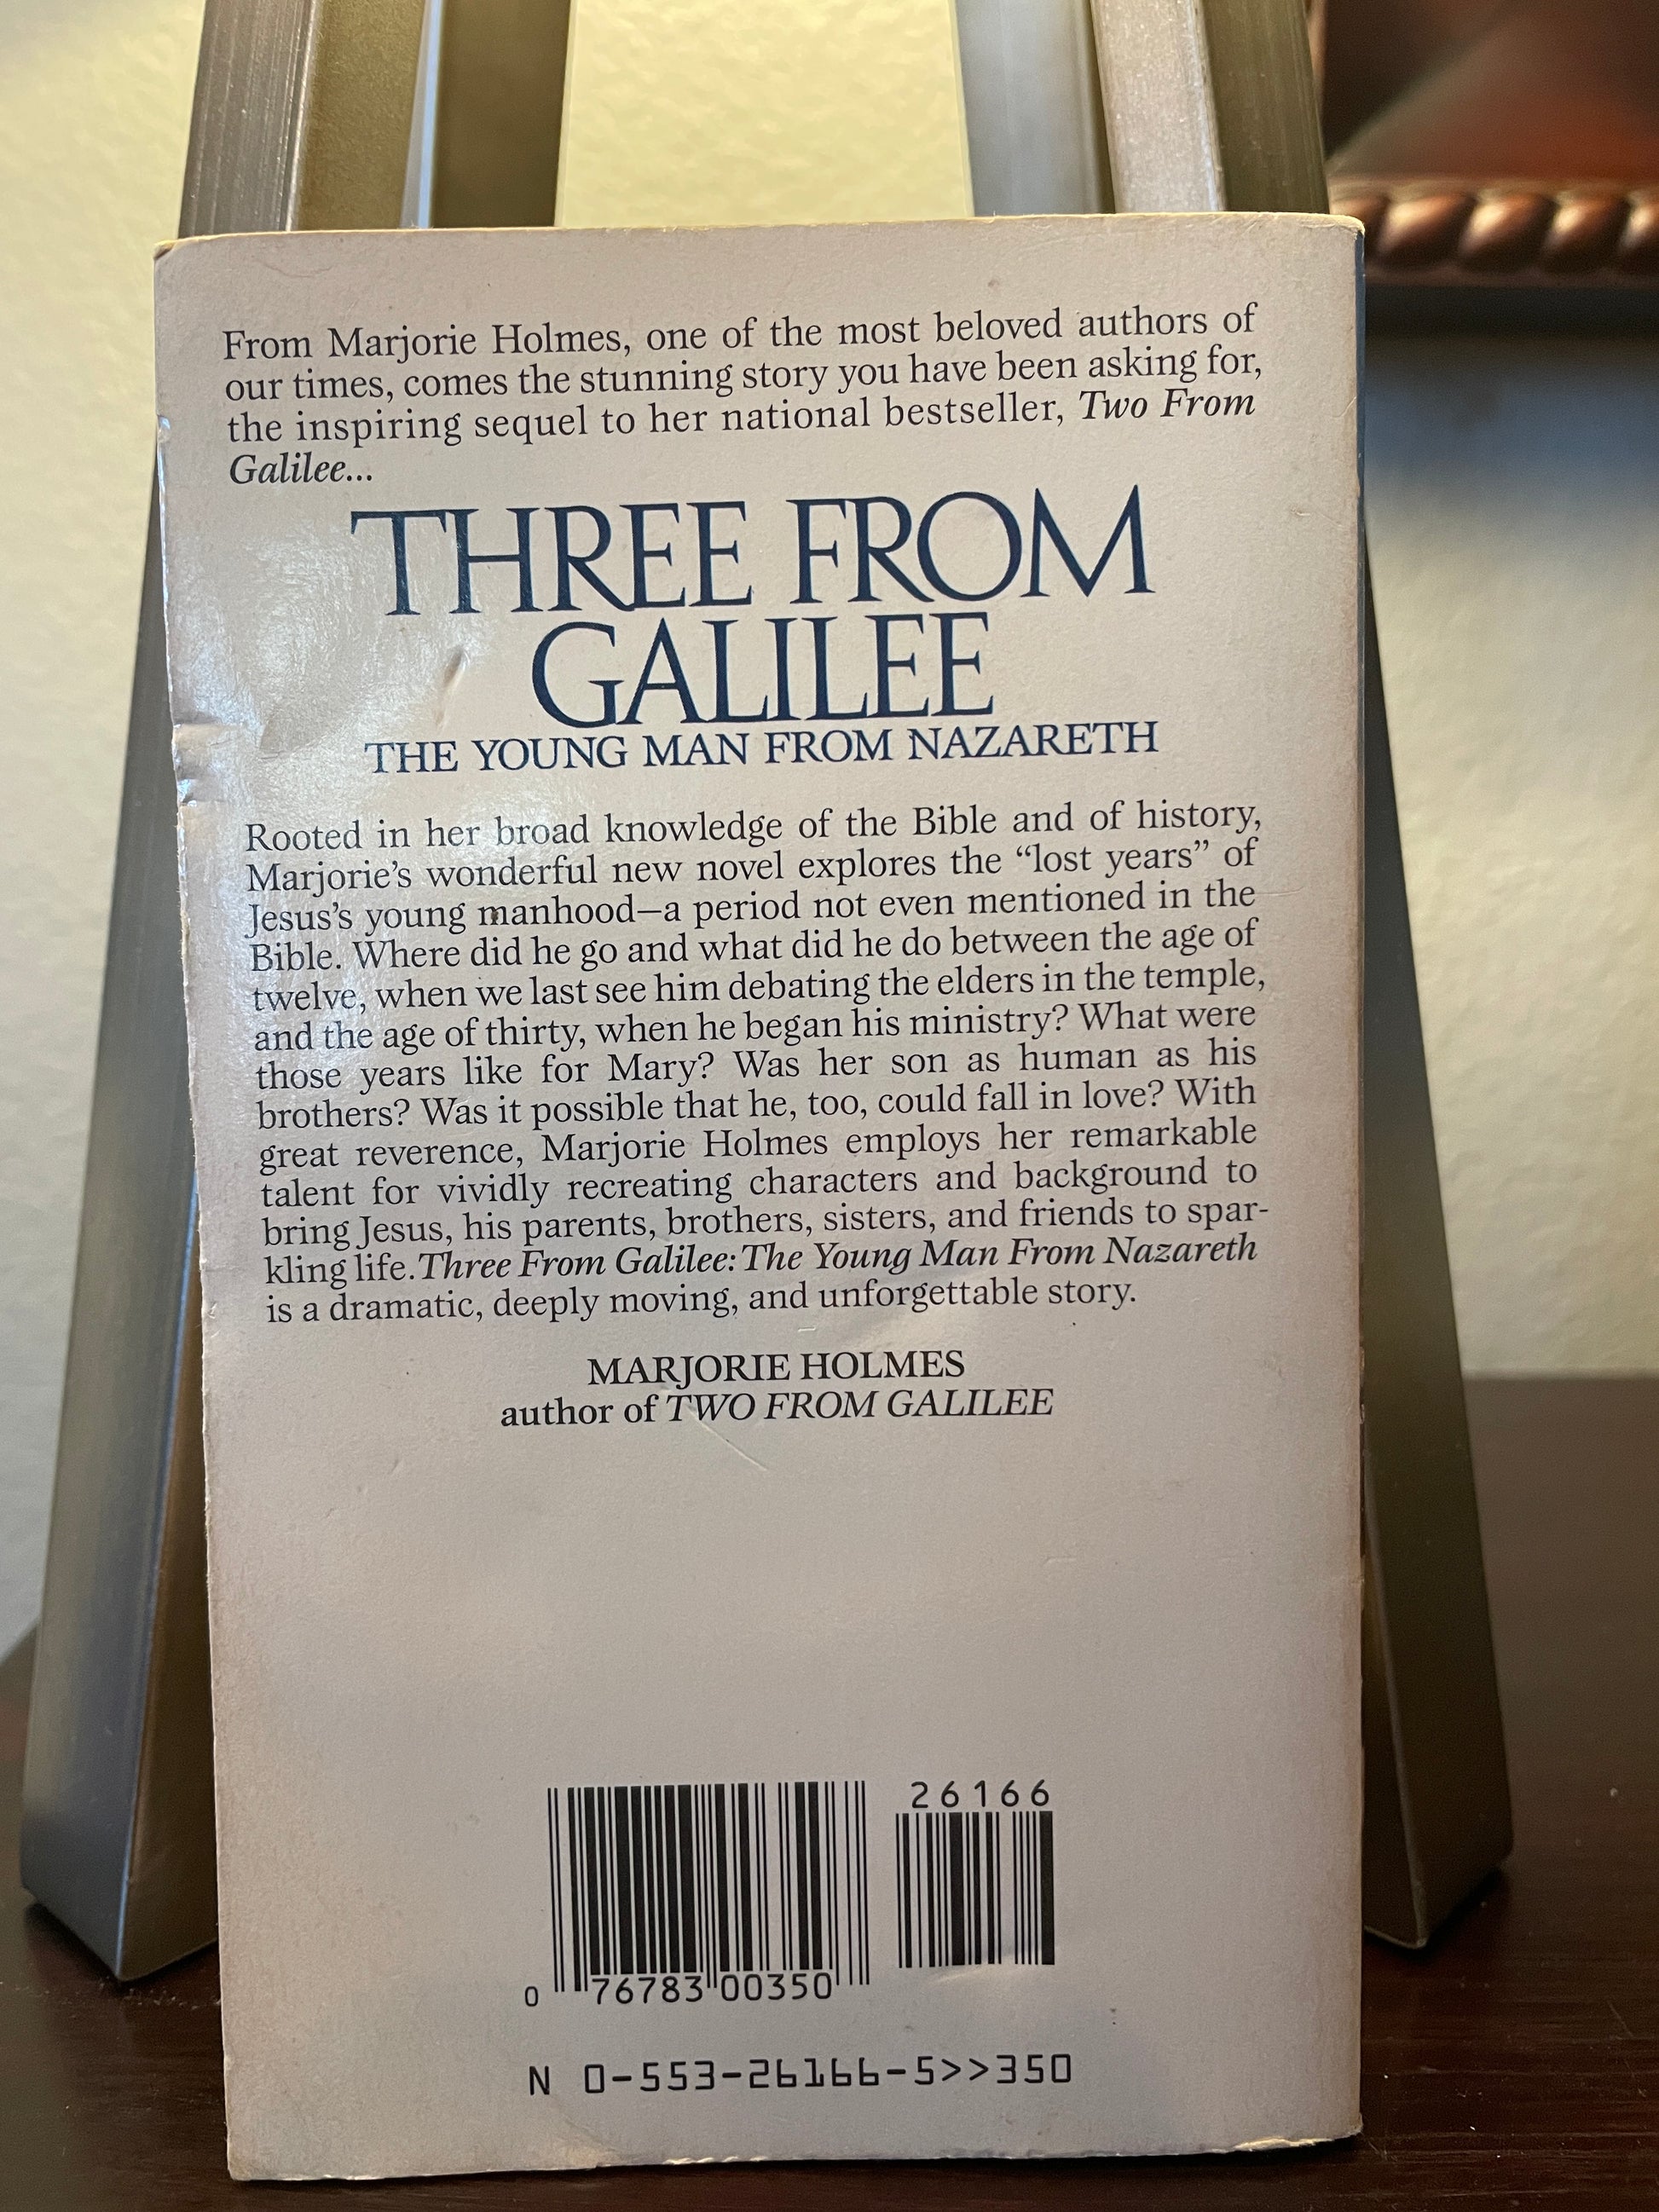 From Marjorie Holmes, one of the most beloved authors of
our times, comes the stunning story you have been asking for,
the inspiring sequel to her national bestseller, Two From
Galilee...
THREE FROM
GALILEE
THE YOUNG MAN FROM NAZARETH
Rooted in her broad knowledge of the Bible and of history,
Marjorie's wonderful new novel explores the “lost years” of
Jesus's young manhood—a period not even mentioned in the
Bible. Where did he go and what did he do between the age of
twelve, when we last see him debating the elders in the temple,
and the age of thirty, when he began his ministry? What were
those years like for Mary? Was her son as human as his
brothers? Was it possible that he, too, could fall in love? With
great reverence, Marjorie Holmes employs her remarkable
talent for vividly recreating characters and background to
bring Jesus, his parents, brothers, sisters, and friends to spar-
kling life. Three From Galilee: The Young Man From Nazareth
is a dramatic, deeply moving, and unforgettable story.
MARJORIE HOLMES
author of TWO FROM GALILEE
26166
0 76783 00350
N 0-553-26166-5>>350